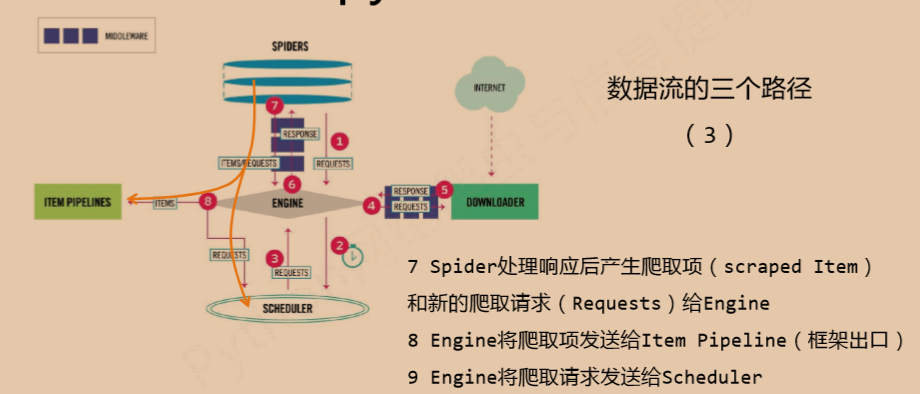 MIDDLEWARE
SPIDERS
INTERNET
数据流的三个路径
（3）
7
RESPONSE
1
ITEMS/REQUESTS
REQUESTS
6
ITEM PIPELINES
ITEMS
8
ENGINE
4
RESPONSE
REQUESTS
5
DOWNLOADER
REQUESTS
3
REQUESTS
2
SCHEDULER
7 Spider处理响应后产生爬取项（scraped Item）
和新的爬取请求（Requests）给Engine
8 Engine将爬取项发送给Item Pipeline（框架出口）
9 Engine将爬取请求发送给Scheduler